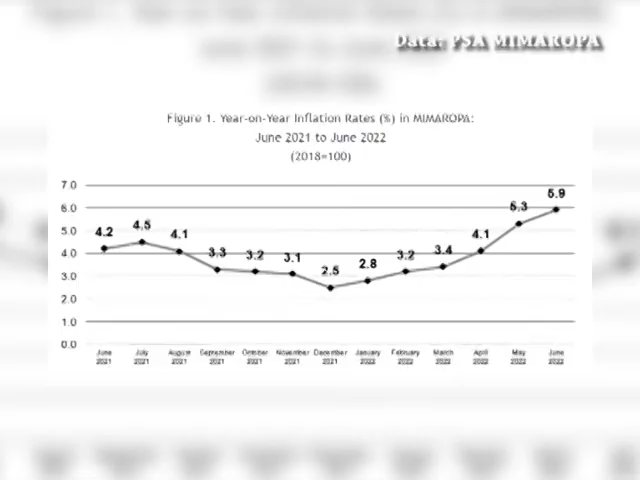 Data: PSA MIMAROPA
Figure 1. Year-on-Year Inflation Rates (%) in MIMAROPA:
June 2021 to June 2022
(2018=100)
7.0
6.0
5.0
4.0
3.0
2.0
1.0
0.0
4.2 4.5 4.1 3.3 3.2 3.1 2.5 2.8 3.2 3.4 4.1 5.3 5.9
June July August September October November December January February March April May June
2021 2021 2021 2021 2021 2021 2021 2022 2022 2022 2022 2022 2022